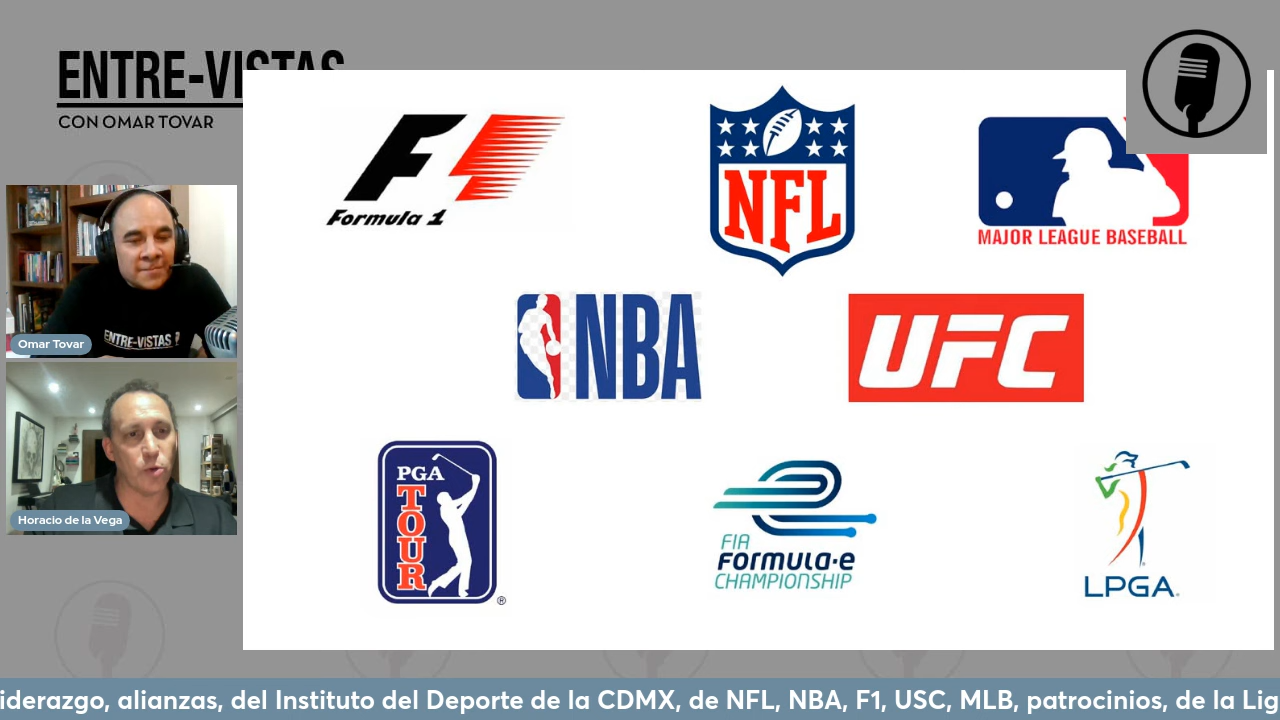 ENTRE-VISTAS
CON OMAR TOVAR
F1
Formula 1
NFL
MAJOR LEAGUE BASEBALL
ENTRE-VISTAS
Omar Tovar
NBA
UFC
Horacio de la Vega
PGA
TOUR
®
FIA
FORMULA-E
CHAMPIONSHIP
LPGA
iderazgo, alianzas, del Instituto del Deporte de la CDMX, de NFL, NBA, F1, USC, MLB, patrocinios, de la Lig